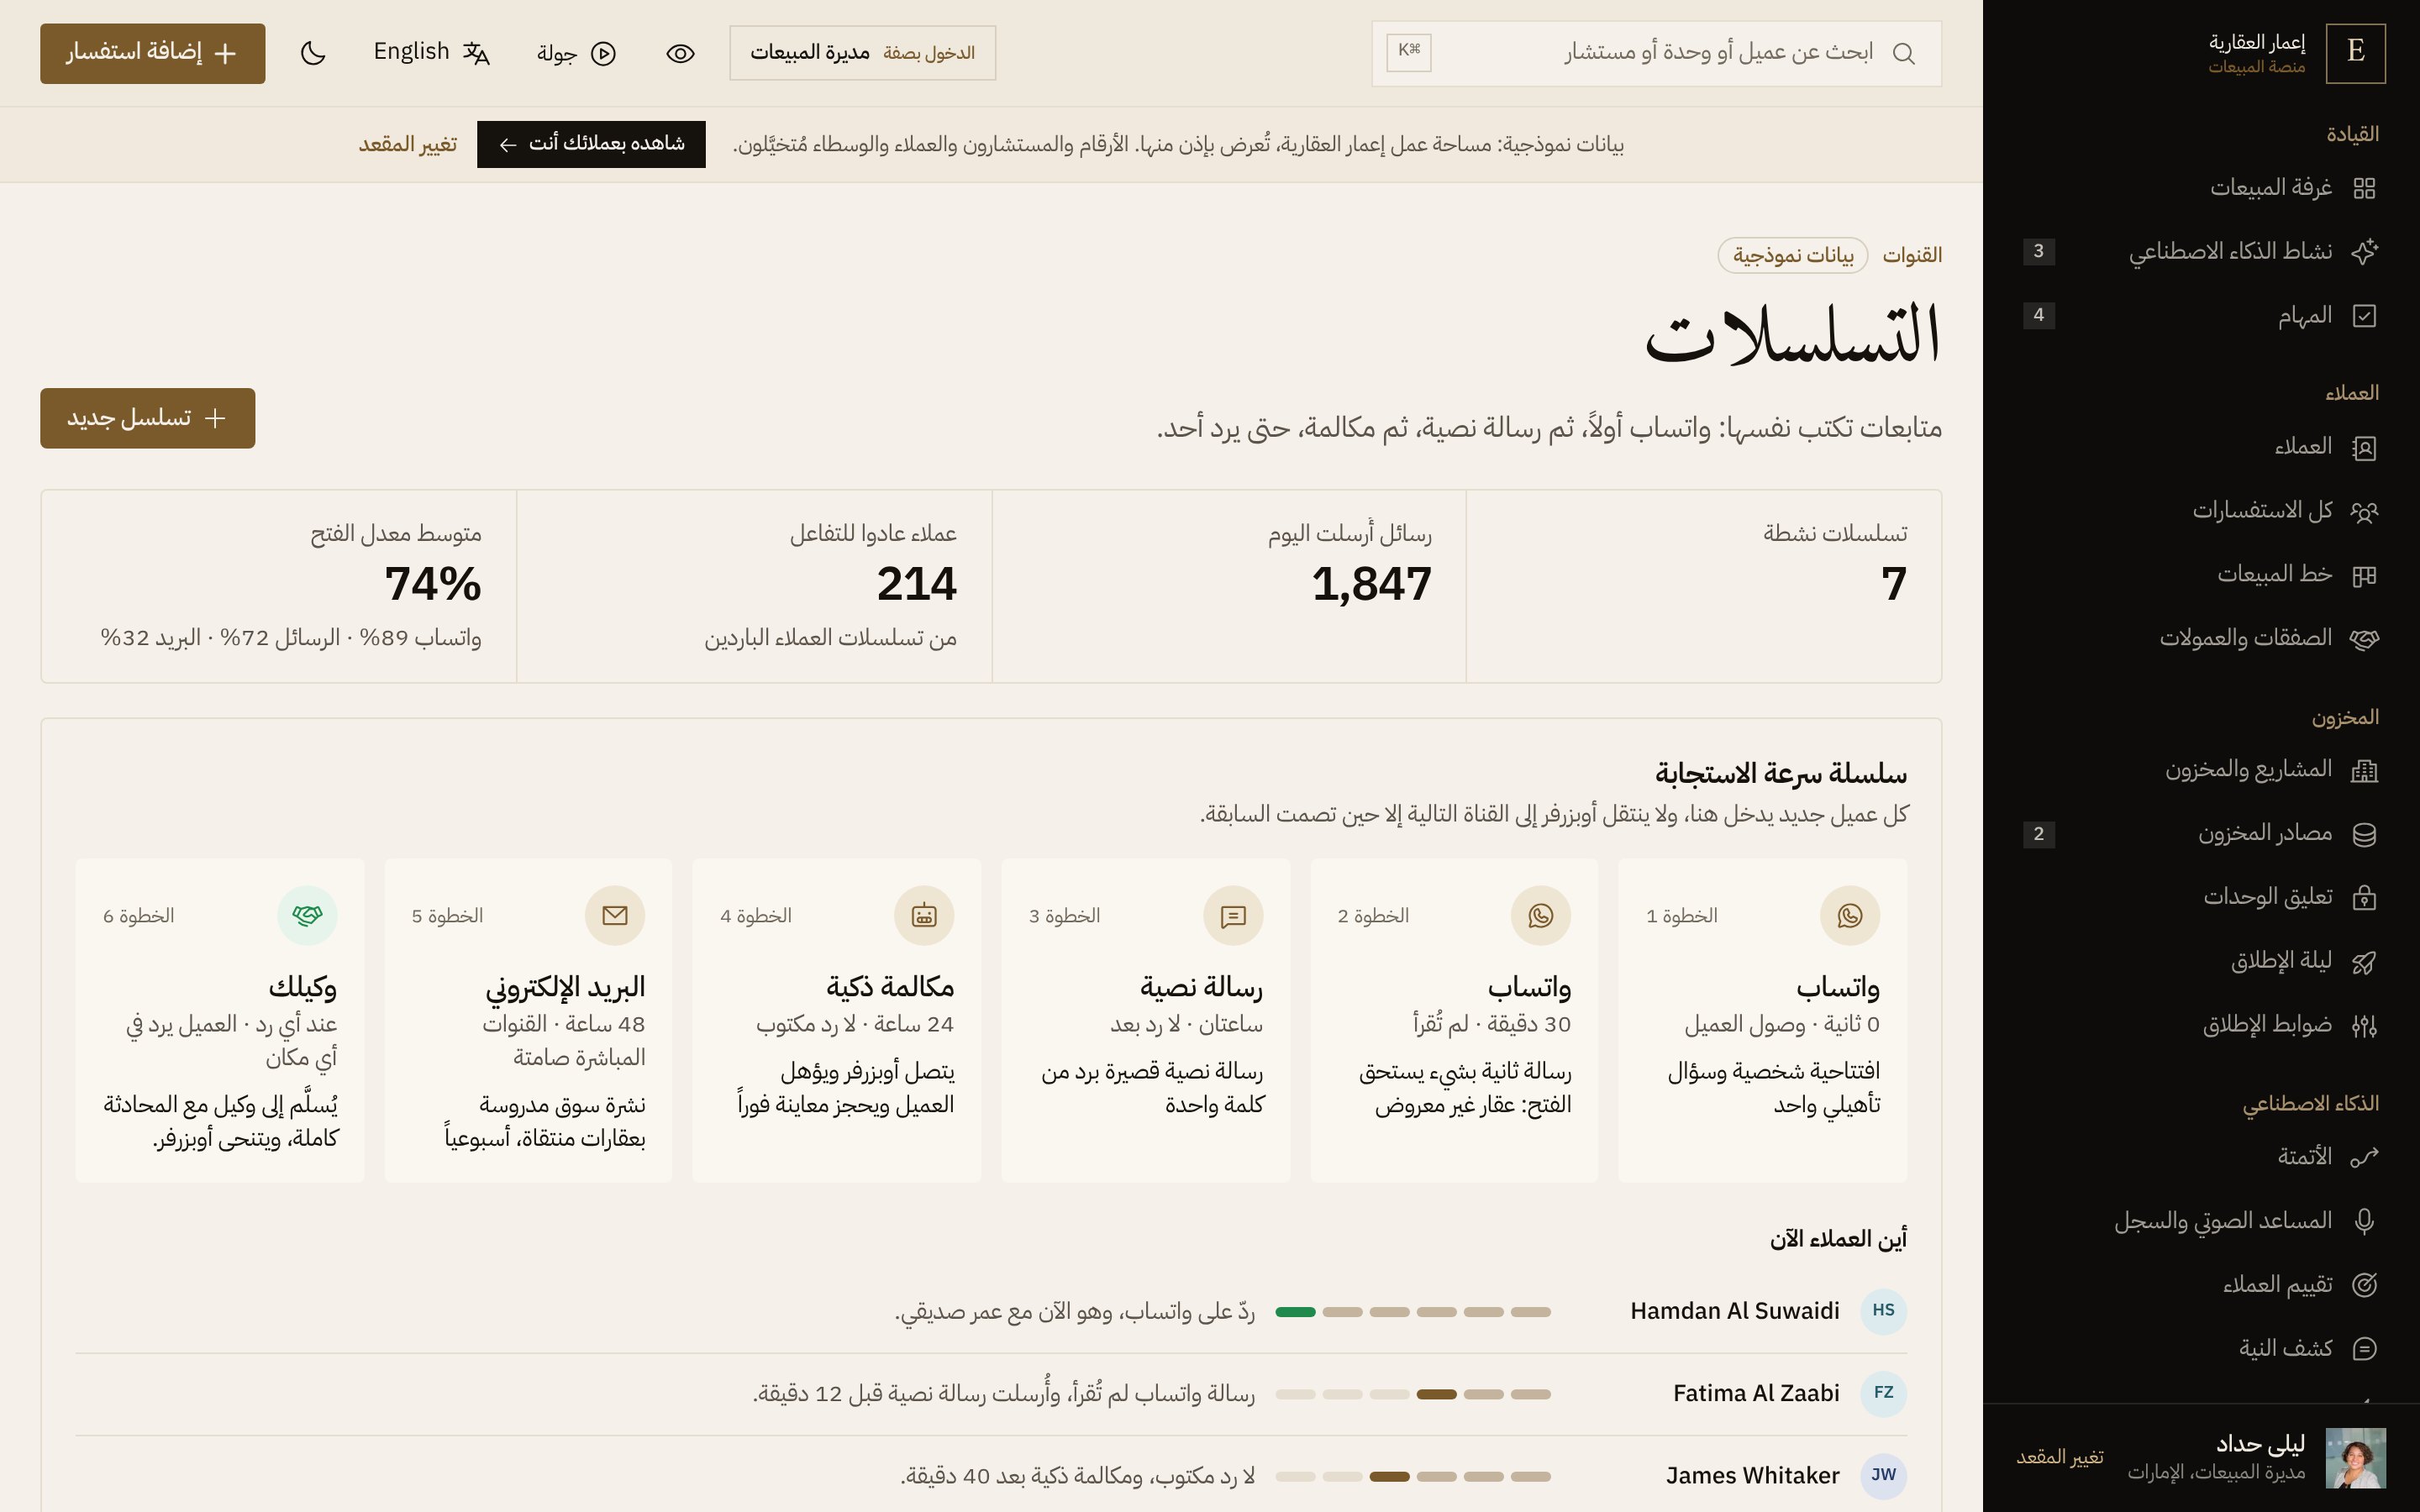 E
إعمار العقارية
منصة المبيعات
القيادة
غرفة المبيعات
نشاط الذكاء الاصطناعي 3
المهام 4
العملاء
العملاء
كل الاستفسارات
خط المبيعات
الصفقات والعمولات
المخزون
المشاريع والمخزون
مصادر المخزون 2
تعليق الوحدات
ليلة الإطلاق
ضوابط الإطلاق
الذكاء الاصطناعي
الأتمتة
المساعد الصوتي والسجل
تقييم العملاء
كشف النية
ليلى حداد
مديرة المبيعات، الإمارات
تغيير المقعد
ابحث عن عميل أو وحدة أو مستشار ⌘K
الدخول بصفة مديرة المبيعات
جولة
English
إضافة استفسار
بيانات نموذجية: مساحة عمل إعمار العقارية، تُعرض بإذن منها. الأرقام والمستشارون والعملاء والوسطاء مُتخيَّلون.
شاهده بعملائك أنت ←
تغيير المقعد
القنوات بيانات نموذجية
التسلسلات
متابعات تكتب نفسها: واتساب أولاً، ثم رسالة نصية، ثم مكالمة، حتى يرد أحد.
تسلسل جديد
تسلسلات نشطة
7
رسائل أُرسلت اليوم
1,847
عملاء عادوا للتفاعل
214
من تسلسلات العملاء الباردين
متوسط معدل الفتح
74%
واتساب 89% · الرسائل 72% · البريد 32%
سلسلة سرعة الاستجابة
كل عميل جديد يدخل هنا، ولا ينتقل أوبزرفر إلى القناة التالية إلا حين تصمت السابقة.
الخطوة 1
واتساب
0 ثانية · وصول العميل
افتتاحية شخصية وسؤال
تأهيلي واحد
الخطوة 2
واتساب
30 دقيقة · لم تُقرأ
رسالة ثانية بشيء يستحق
الفتح: عقار غير معروض
الخطوة 3
رسالة نصية
ساعتان · لا رد بعد
رسالة نصية قصيرة برد من
كلمة واحدة
الخطوة 4
مكالمة ذكية
24 ساعة · لا رد مكتوب
يتصل أوبزرفر ويؤهل
العميل ويحجز معاينة فوراً
الخطوة 5
البريد الإلكتروني
48 ساعة · القنوات
المباشرة صامتة
نشرة سوق مدروسة
بعقارات منتقاة، أسبوعياً
الخطوة 6
وكيلك
عند أي رد · العميل يرد في
أي مكان
يُسلَّم إلى وكيل مع المحادثة
كاملة، ويتنحى أوبزرفر.
أين العملاء الآن
HS Hamdan Al Suwaidi ردّ على واتساب، وهو الآن مع عمر صديقي.
FZ Fatima Al Zaabi رسالة واتساب لم تُقرأ، وأُرسلت رسالة نصية قبل 12 دقيقة.
JW James Whitaker لا رد مكتوب، ومكالمة ذكية بعد 40 دقيقة.